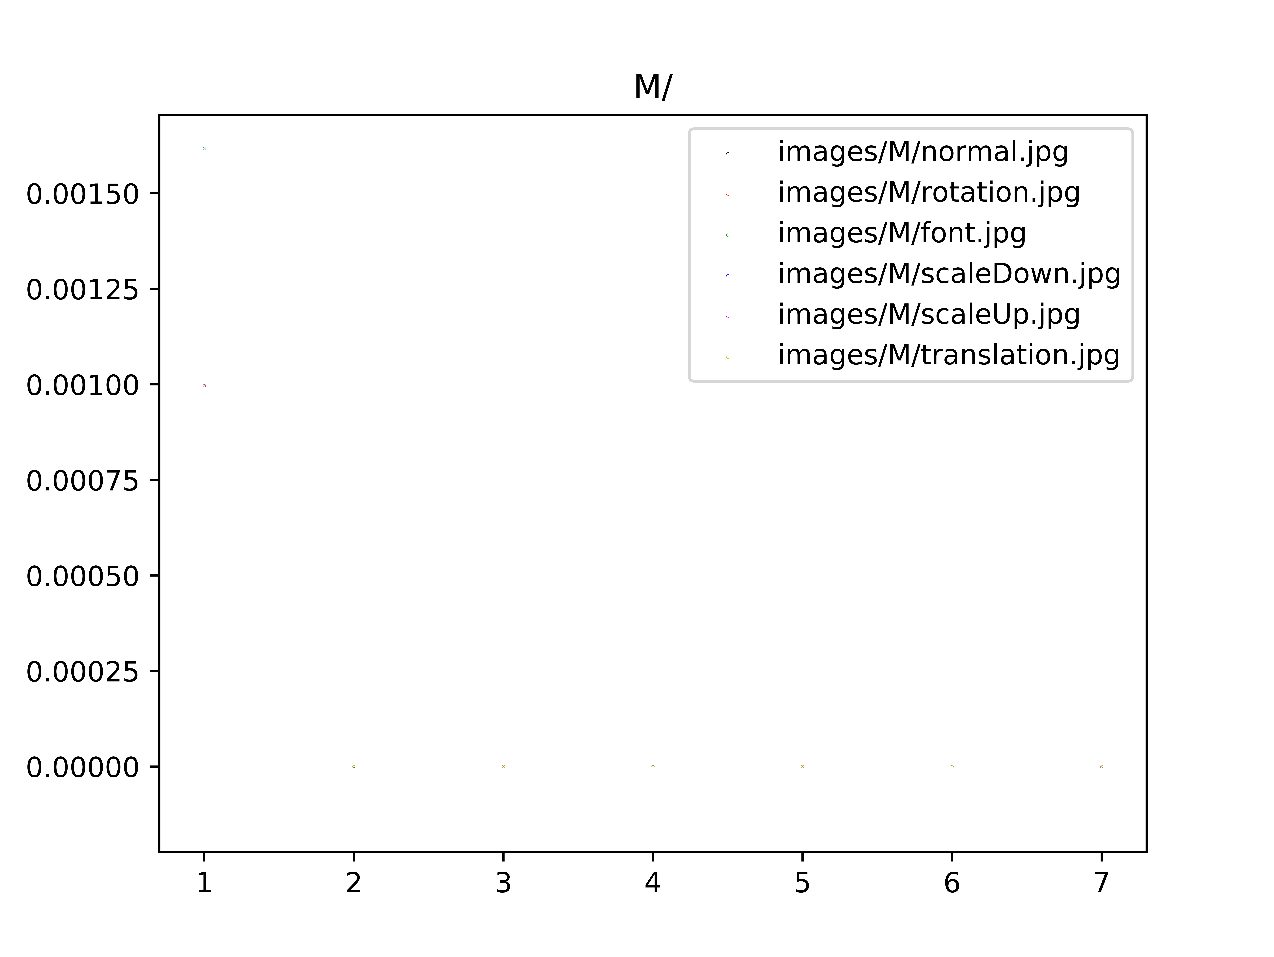 M/
images/M/normal.jpg
images/M/rotation.jpg
images/M/font.jpg
images/M/scaleDown.jpg
images/M/scaleUp.jpg
images/M/translation.jpg
0.00150
0.00125
0.00100
0.00075
0.00050
0.00025
0.00000
1 2 3 4 5 6 7